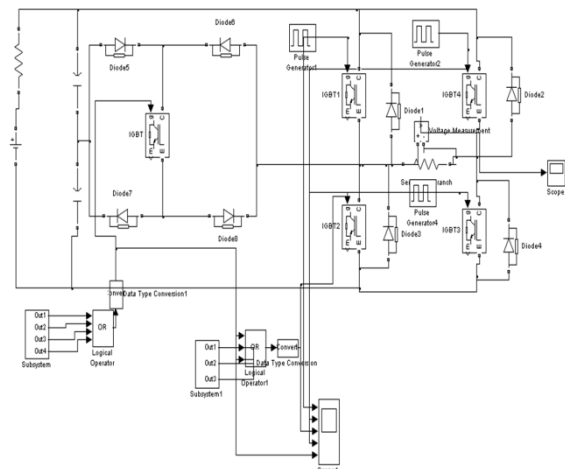 Diode6
Diode5
Pulse
Generator1
Pulse
Generator2
IGBT1
IGBT4
Diode1
Diode2
g
C
E
IGBT
Voltage Measurement
Scope
Diode7
Diode8
Pulse
Generator4
IGBT2
IGBT3
Diode3
Diode4
Data Type Conversion1
Out1
Out2
Out3
Out4
Subsystem
OR
Logical
Operator
Out1
Out2
Out3
Subsystem1
OR
Convert
Data Type Conversion
Logical
Operator1